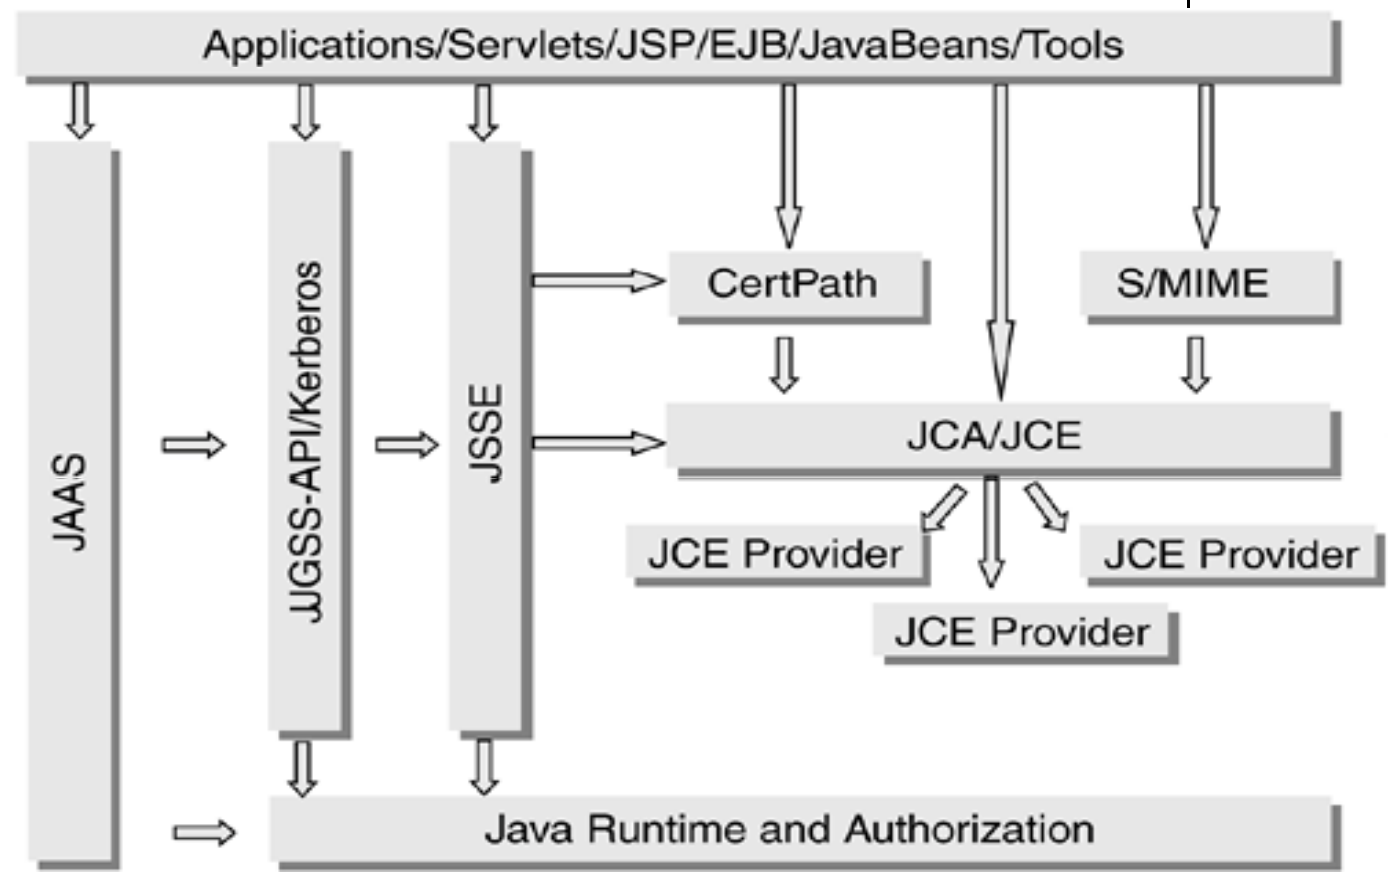 Applications/Servlets/JSP/EJB/JavaBeans/Tools
JAAS
JJGSS-API/Kerberos
JSSE
CertPath
S/MIME
JCA/JCE
JCE Provider
JCE Provider
JCE Provider
Java Runtime and Authorization